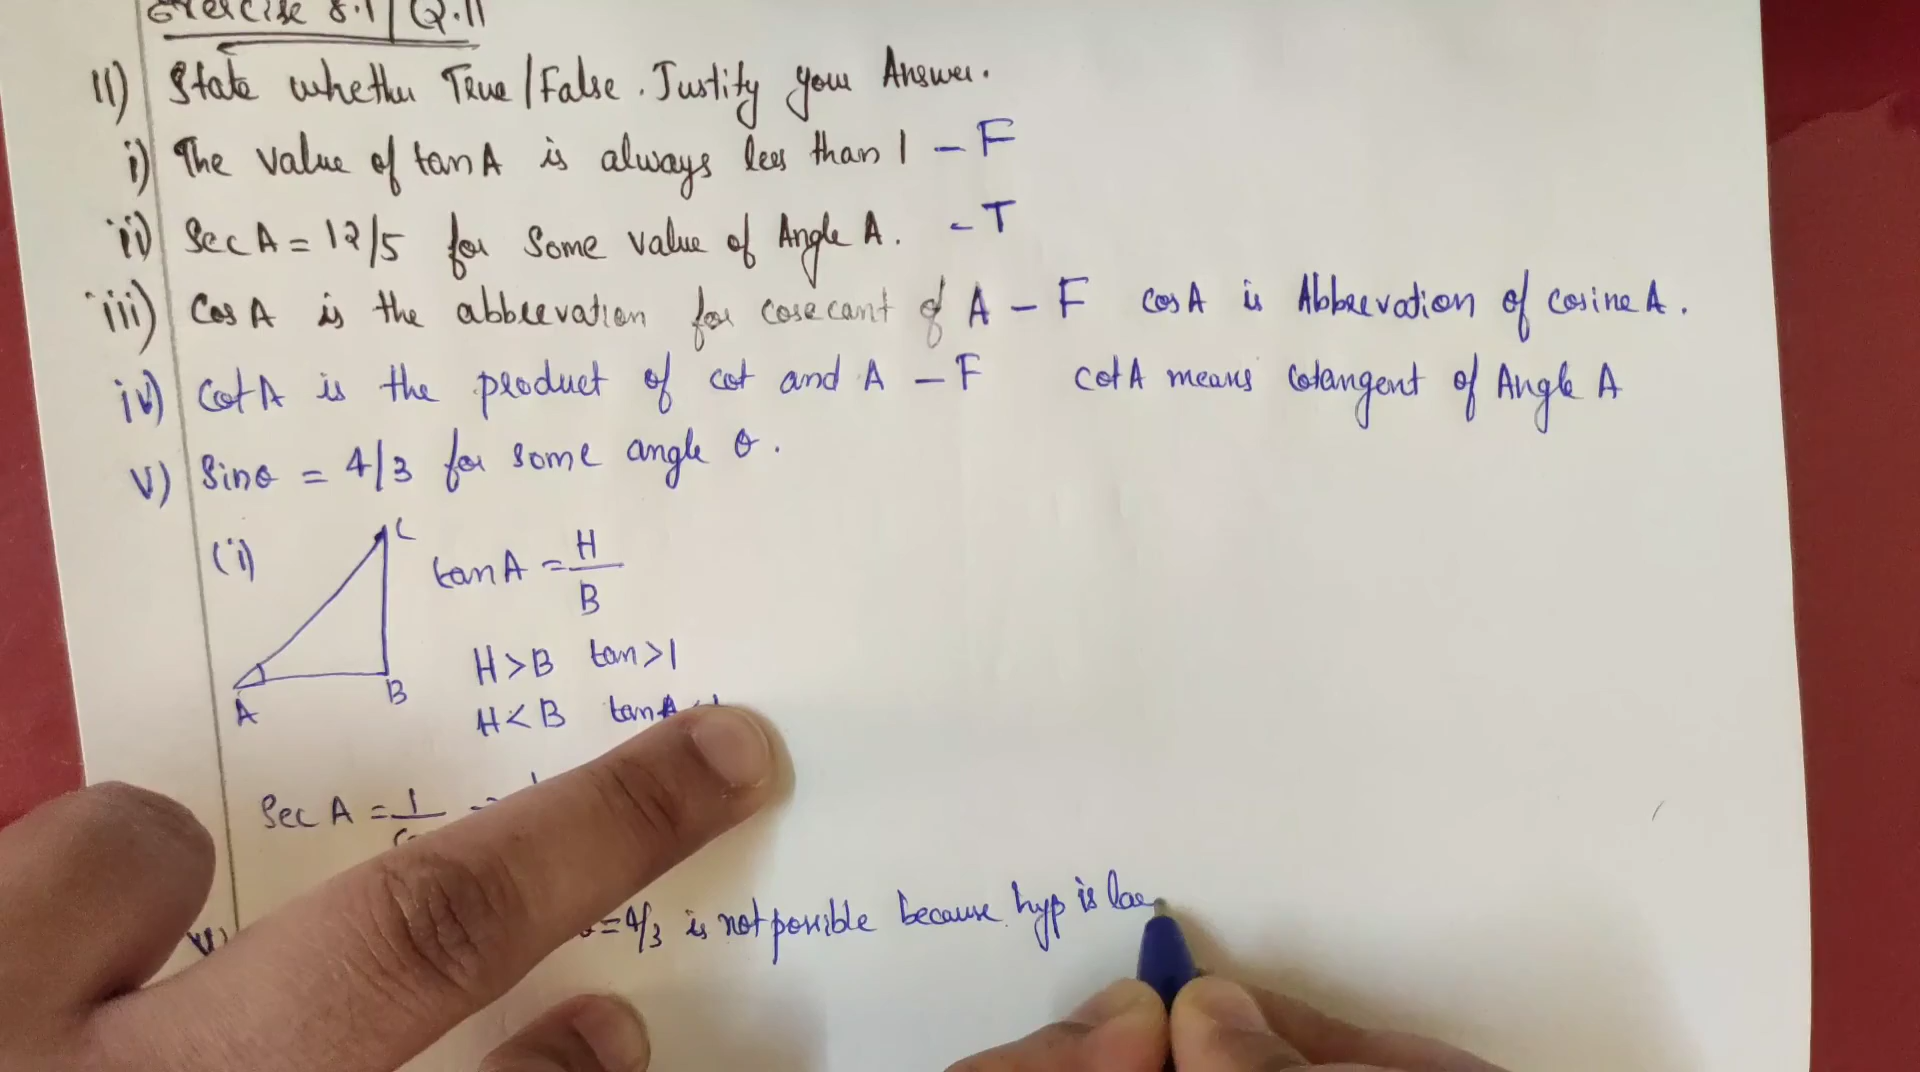 Exercise 8.1 / Q.11
11) State whether True/False. Justify your Answer.
i) The value of tan A is always less than 1 - F
ii) Sec A = 12/5 for some value of Angle A. - T
iii) Cos A is the abbrevation for cosecant of A - F cos A is Abbrevation of cosine A.
iv) Cot A is the product of cot and A - F cot A means cotangent of Angle A
v) Sin θ = 4/3 for some angle θ.
(i) C
A B
tan A = H/B
H > B tan > 1
H < B tan A
Sec A = 1/
= 4/3 is not possible because hyp is